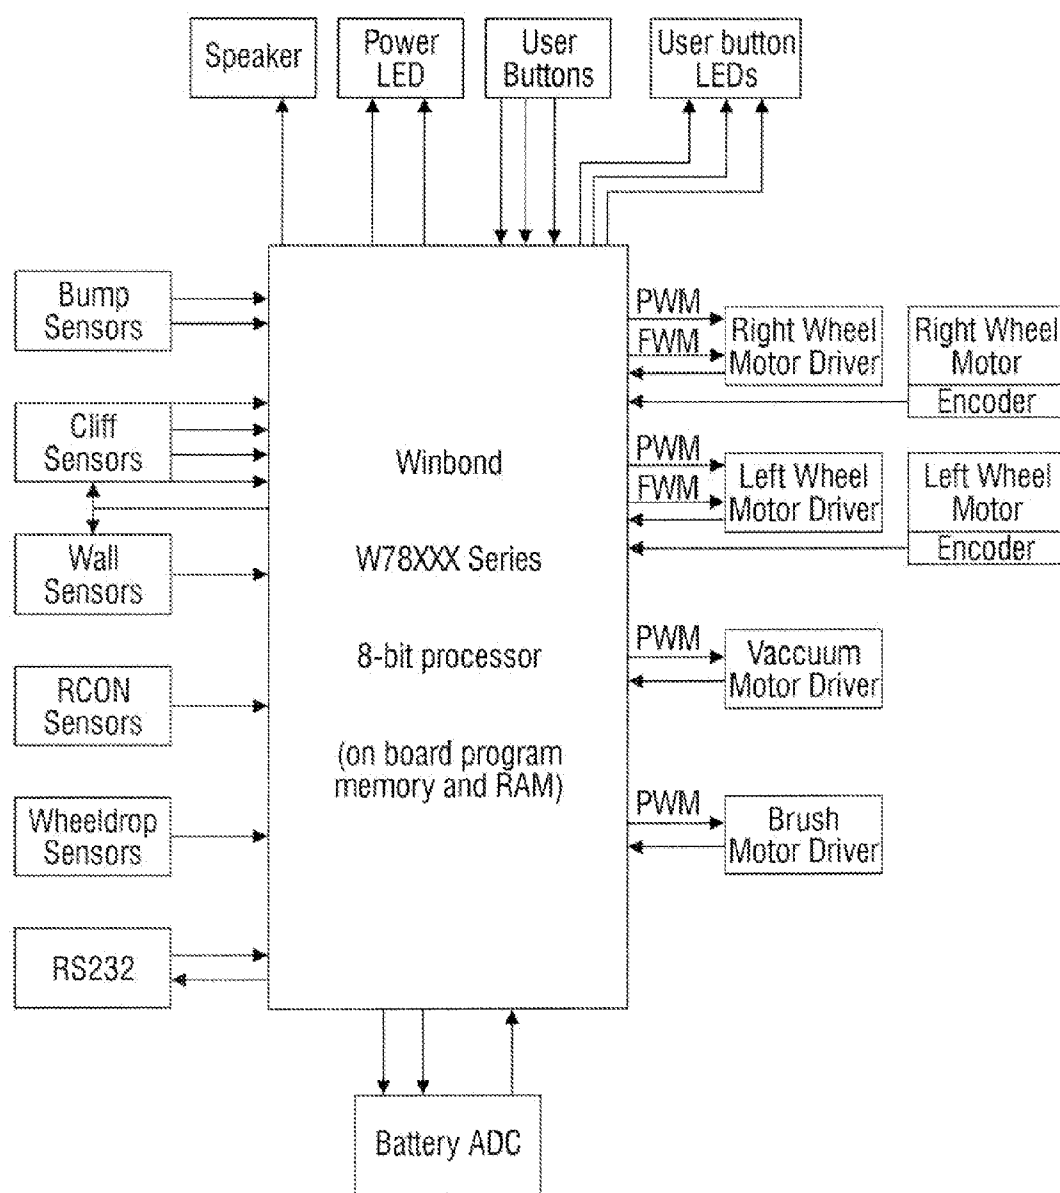 Speaker
Power
LED
User
Buttons
User button
LEDs
Bump
Sensors
Cliff
Sensors
Wall
Sensors
RCON
Sensors
Wheeldrop
Sensors
RS232
Winbond
W78XXX Series
8-bit processor
(on board program
memory and RAM)
PWM
FWM
Right Wheel
Motor Driver
Right Wheel
Motor
Encoder
PWM
FWM
Left Wheel
Motor Driver
Left Wheel
Motor
Encoder
PWM
Vaccuum
Motor Driver
PWM
Brush
Motor Driver
Battery ADC